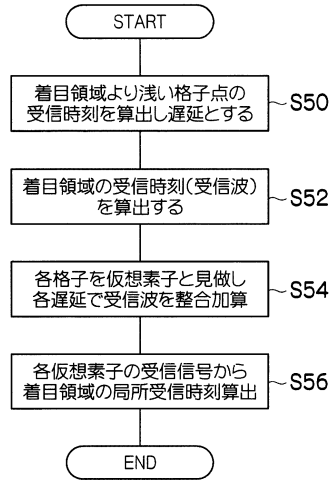 START
着目領域より浅い格子点の
受信時刻を算出し遅延とする
S50
着目領域の受信時刻(受信波)
を算出する
S52
各格子を仮想素子と見做し
各遅延で受信波を整合加算
S54
各仮想素子の受信信号から
着目領域の局所受信時刻算出
S56
END